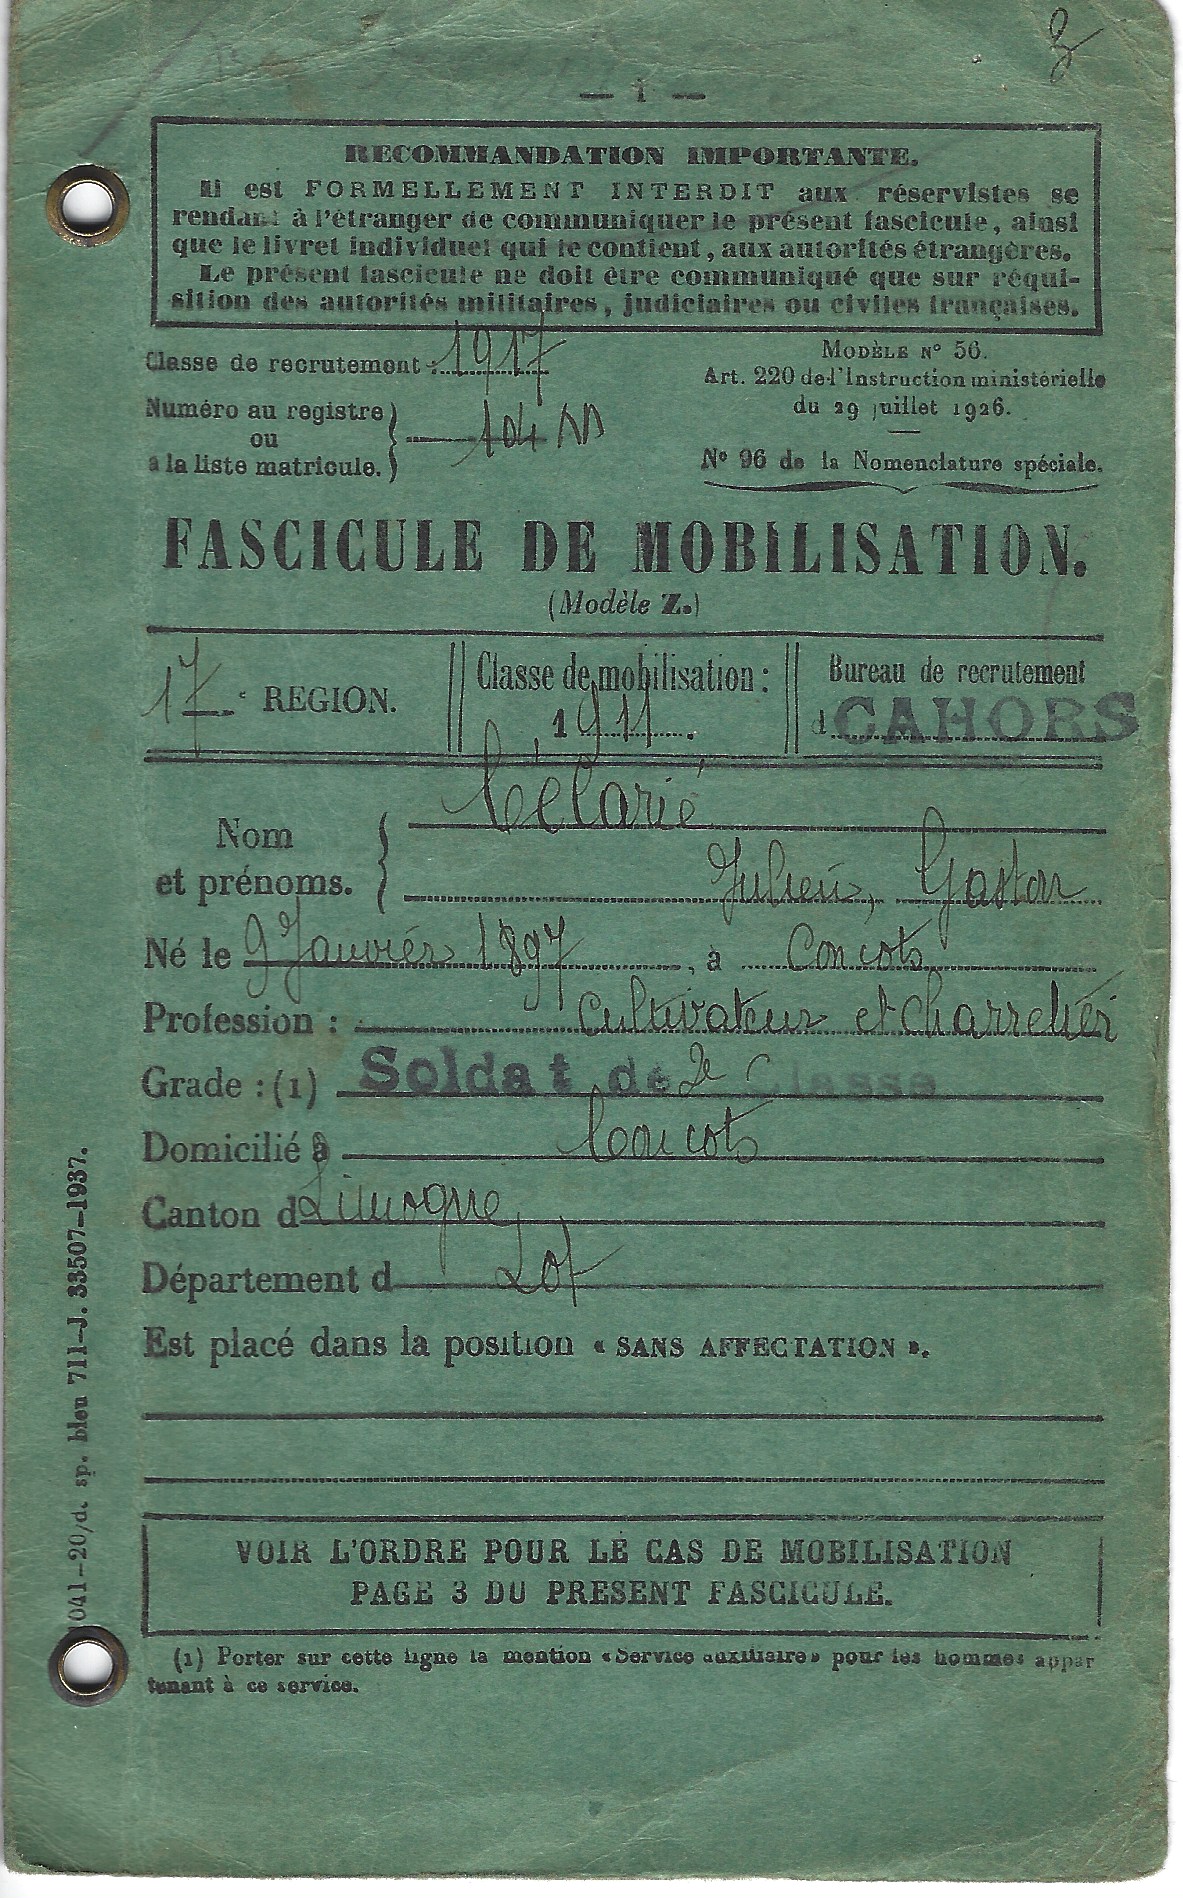 — 1 —
RECOMMANDATION IMPORTANTE.
Il est FORMELLEMENT INTERDIT aux réservistes se
rendant à l'étranger de communiquer le présent fascicule, ainsi
que le livret individuel qui le contient, aux autorités étrangères.
Le présent fascicule ne doit être communiqué que sur réqui-
sition des autorités militaires, judiciaires ou civiles françaises.
Classe de recrutement : 1917
Numéro au registre
ou
à la liste matricule.
MODÈLE N° 56.
Art. 220 de l'Instruction ministérielle
du 29 juillet 1926.
N° 96 de la Nomenclature spéciale.
FASCICULE DE MOBILISATION.
(Modèle Z.)
17e REGION.
Classe de mobilisation :
1911.
Bureau de recrutement
d CAHORS
Nom
et prénoms.
Célarié
Julien, Gaston
Né le 9 Janvier 1897, à Concots
Profession : Cultivateur et Charretier
Grade : (1) Soldat de 2e Classe
Domicilié à Concots
Canton d Limogne
Département d Lot
Est placé dans la position « SANS AFFECTATION ».
VOIR L'ORDRE POUR LE CAS DE MOBILISATION
PAGE 3 DU PRESENT FASCICULE.
(1) Porter sur cette ligne la mention «Service auxiliaire» pour les hommes appar
tenant à ce service.
041-20/d. sp. bleu 711-J. 33507-1937.